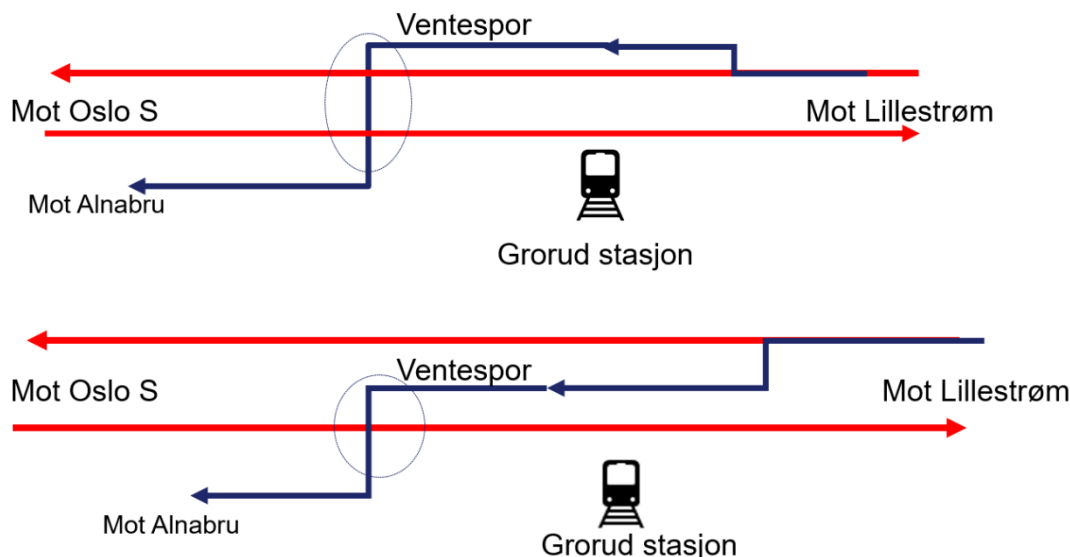 Ventespor
Mot Oslo S
Mot Lillestrøm
Mot Alnabru
Grorud stasjon
Ventespor
Mot Oslo S
Mot Lillestrøm
Mot Alnabru
Grorud stasjon